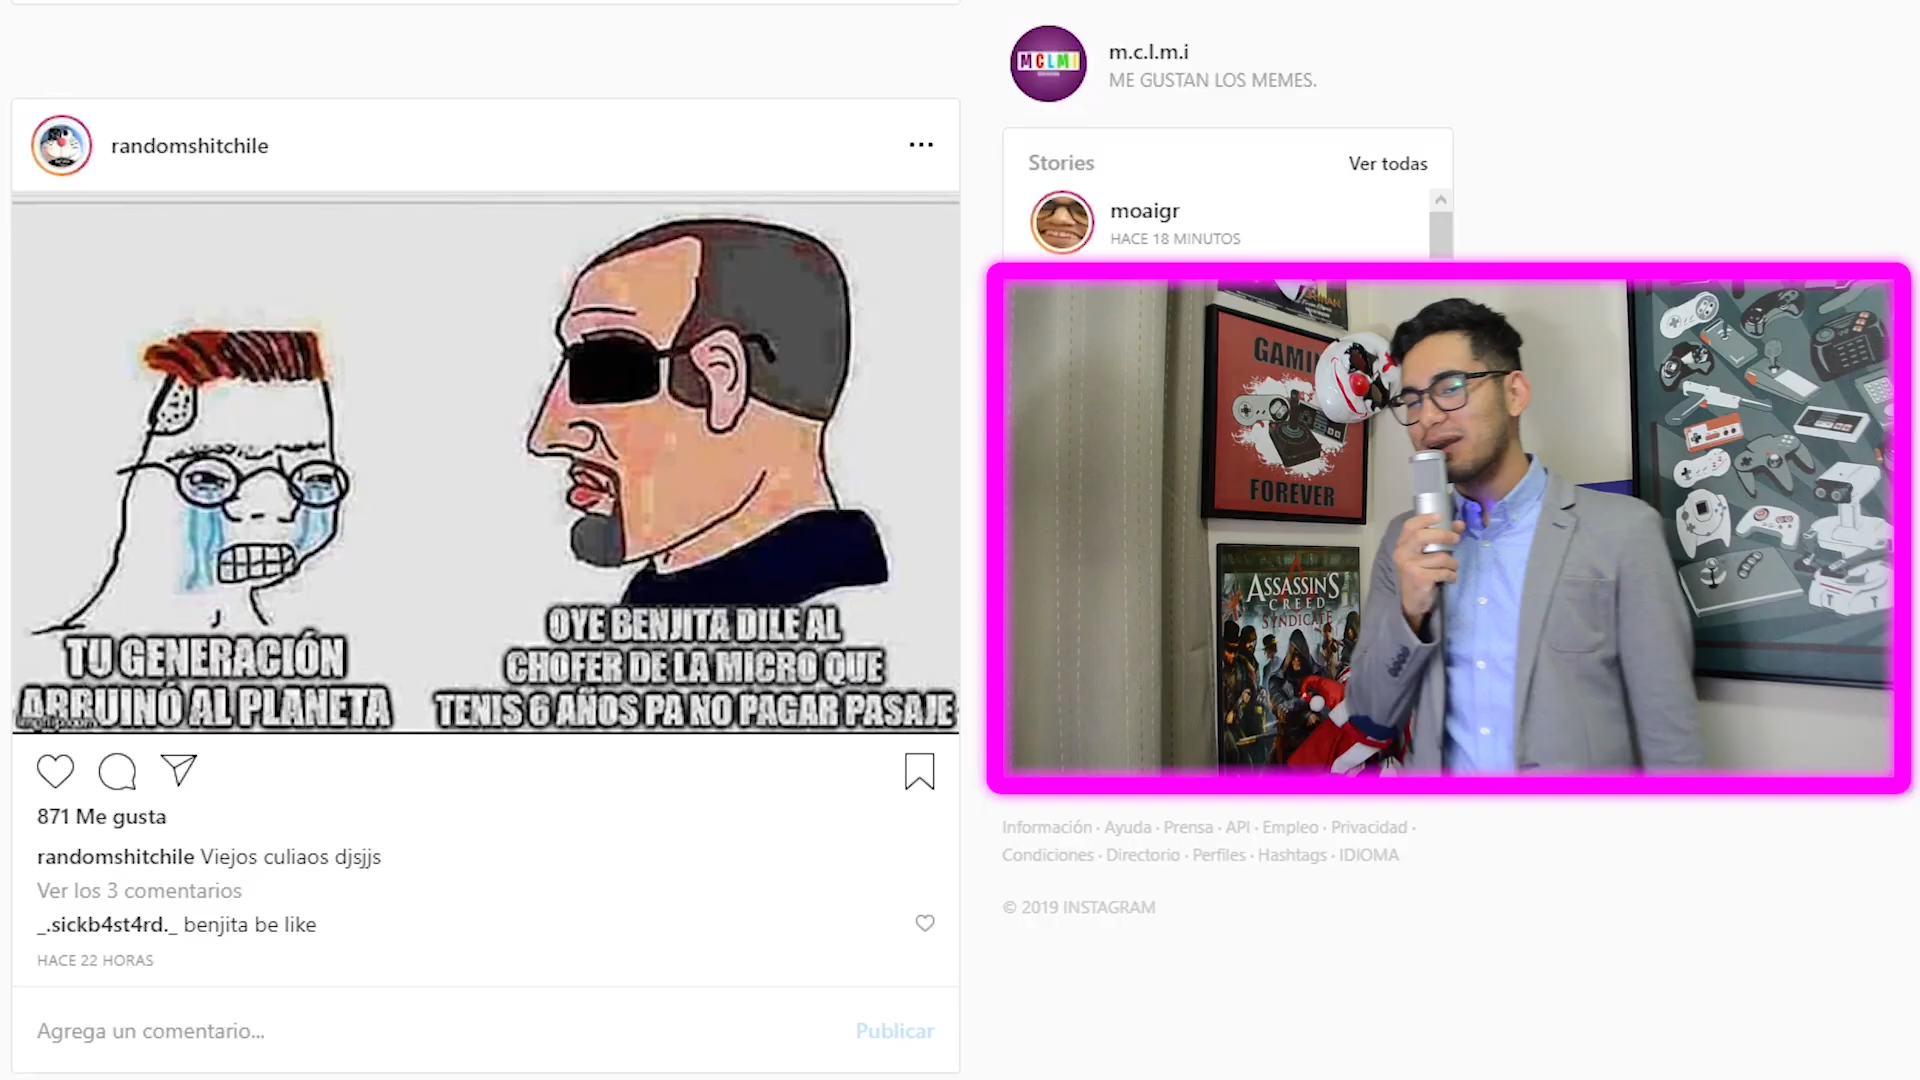 randomshitchile
TU GENERACIÓN
ARRUINÓ AL PLANETA
OYE BENJITA DILE AL
CHOFER DE LA MICRO QUE
TENIS 6 AÑOS PA NO PAGAR PASAJE
871 Me gusta
randomshitchile Viejos culiaos djsjjs
Ver los 3 comentarios
_.sickb4st4rd._ benjita be like
HACE 22 HORAS
Agrega un comentario...
Publicar
MCLMI
m.c.l.m.i
ME GUSTAN LOS MEMES.
Stories
Ver todas
moaigr
HACE 18 MINUTOS
FOREVER
ASSASSIN'S
CREED
SYNDICATE
Información · Ayuda · Prensa · API · Empleo · Privacidad ·
Condiciones · Directorio · Perfiles · Hashtags · IDIOMA
© 2019 INSTAGRAM